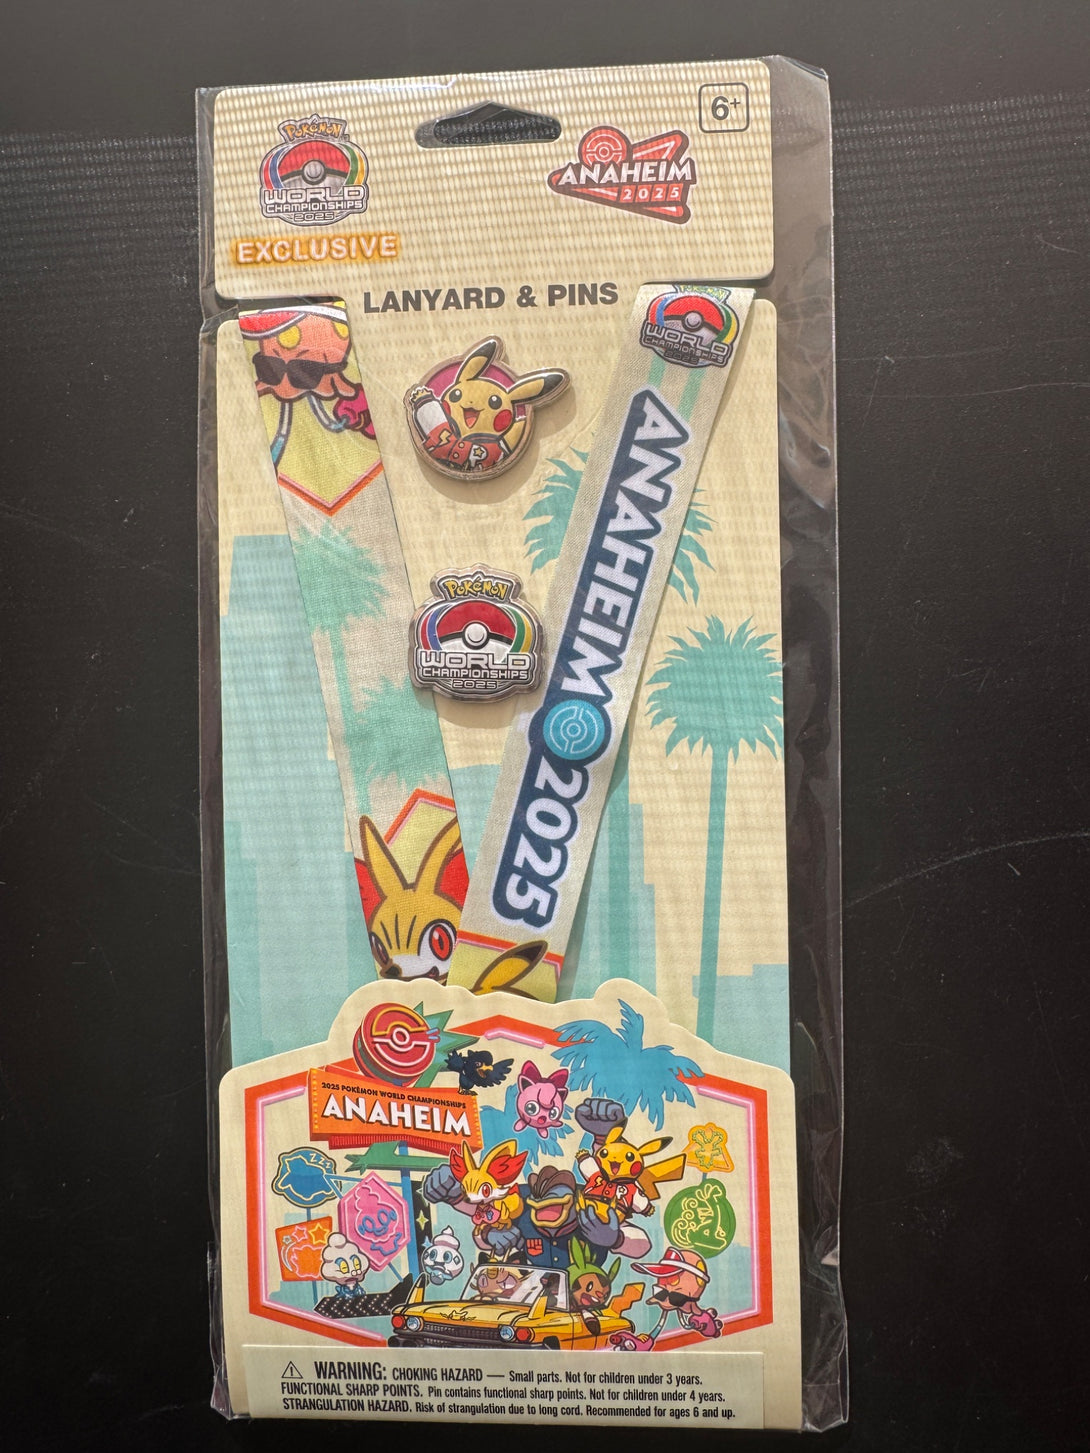 6+
POKéMON
WORLD
CHAMPIONSHIPS
2025
EXCLUSIVE
ANAHEIM
2025
LANYARD & PINS
POKéMON
WORLD
CHAMPIONSHIPS
2025
ANAHEIM 2025
POKéMON
WORLD
CHAMPIONSHIPS
2025
2025 POKÉMON WORLD CHAMPIONSHIPS
ANAHEIM
ZZZ
⚠ WARNING: CHOKING HAZARD — Small parts. Not for children under 3 years.
FUNCTIONAL SHARP POINTS. Pin contains functional sharp points. Not for children under 4 years.
STRANGULATION HAZARD. Risk of strangulation due to long cord. Recommended for ages 6 and up.